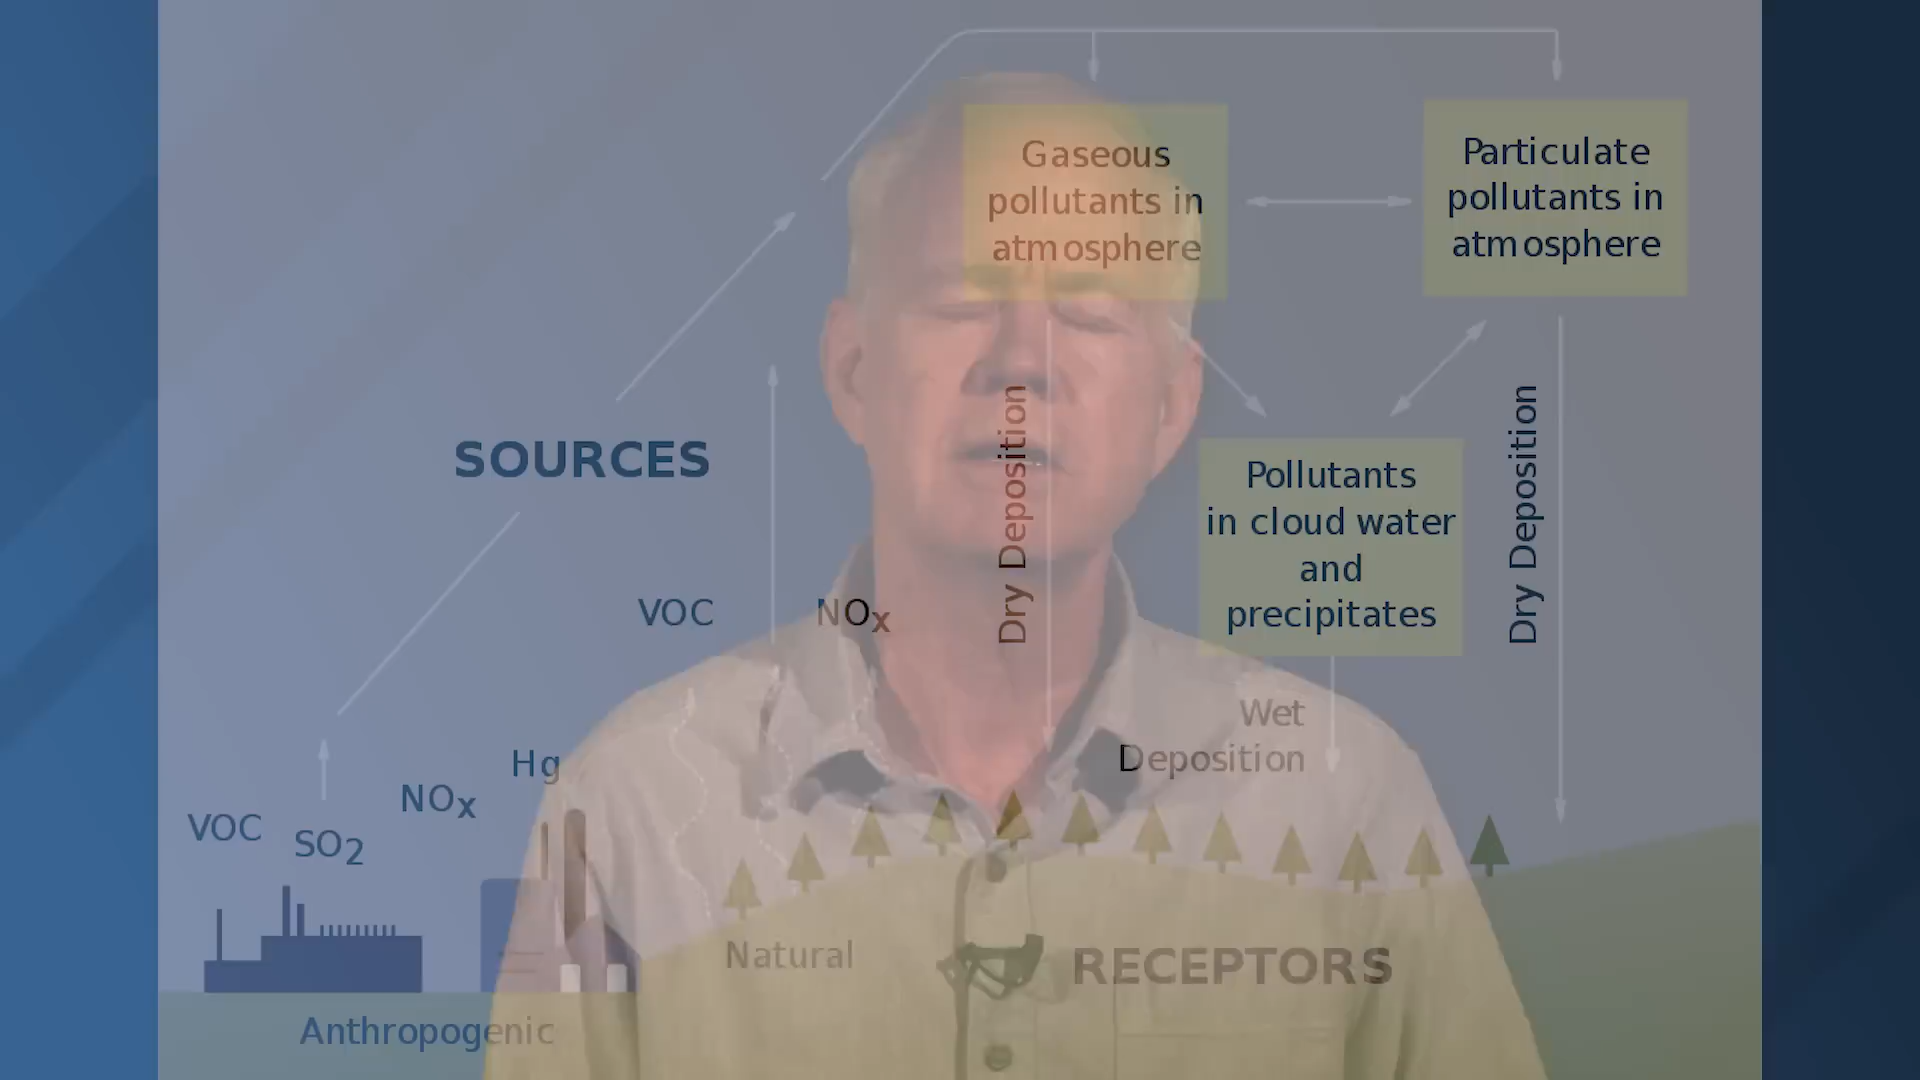 Gaseous
pollutants in
atmosphere
Particulate
pollutants in
atmosphere
SOURCES
Dry Deposition
Pollutants
in cloud water
and
precipitates
Dry Deposition
VOC
NOx
Wet
Deposition
Hg
NOx
VOC
SO2
Natural
RECEPTORS
Anthropogenic